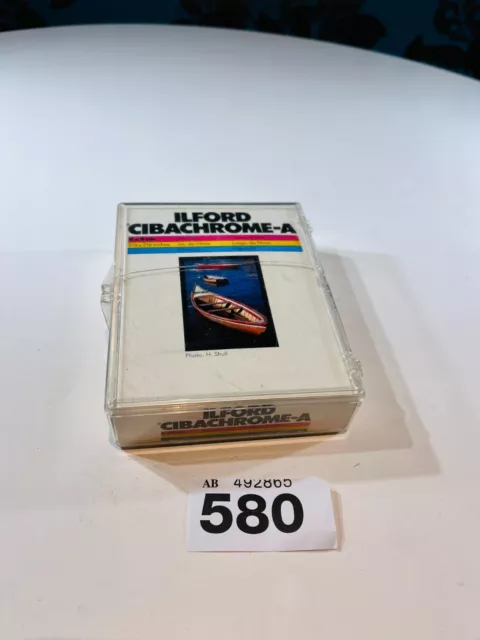 ILFORD
CIBACHROME-A
Photo: H. Shull
ILFORD
CIBACHROME-A
AB 492865
580